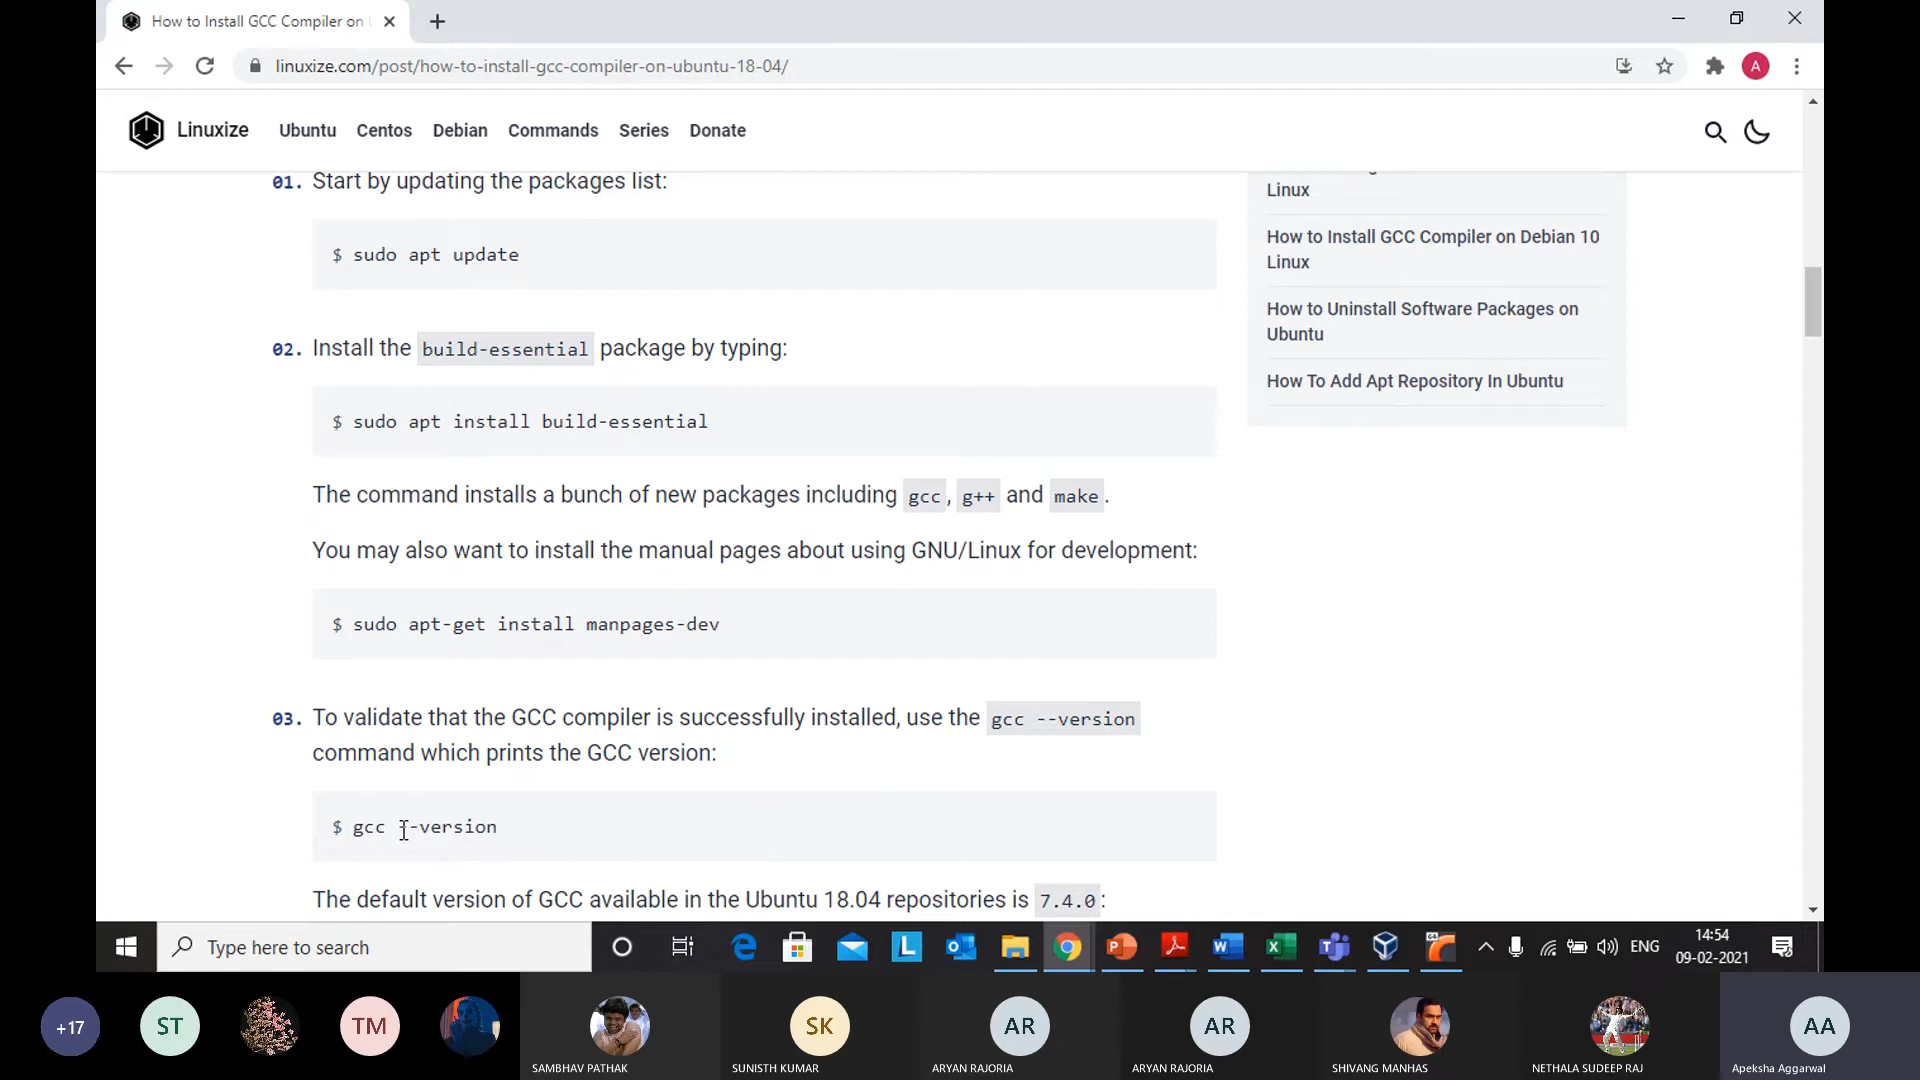 How to Install GCC Compiler on
linuxize.com/post/how-to-install-gcc-compiler-on-ubuntu-18-04/
A
Linuxize
Ubuntu
Centos
Debian
Commands
Series
Donate
01. Start by updating the packages list:
$ sudo apt update
02. Install the build-essential package by typing:
$ sudo apt install build-essential
The command installs a bunch of new packages including gcc, g++ and make.
You may also want to install the manual pages about using GNU/Linux for development:
$ sudo apt-get install manpages-dev
03. To validate that the GCC compiler is successfully installed, use the gcc --version
command which prints the GCC version:
$ gcc --version
The default version of GCC available in the Ubuntu 18.04 repositories is 7.4.0:
Linux
How to Install GCC Compiler on Debian 10
Linux
How to Uninstall Software Packages on
Ubuntu
How To Add Apt Repository In Ubuntu
Type here to search
L
ENG
14:54
09-02-2021
+17
ST
TM
SAMBHAV PATHAK
SK
SUNISTH KUMAR
AR
ARYAN RAJORIA
AR
ARYAN RAJORIA
SHIVANG MANHAS
NETHALA SUDEEP RAJ
AA
Apeksha Aggarwal